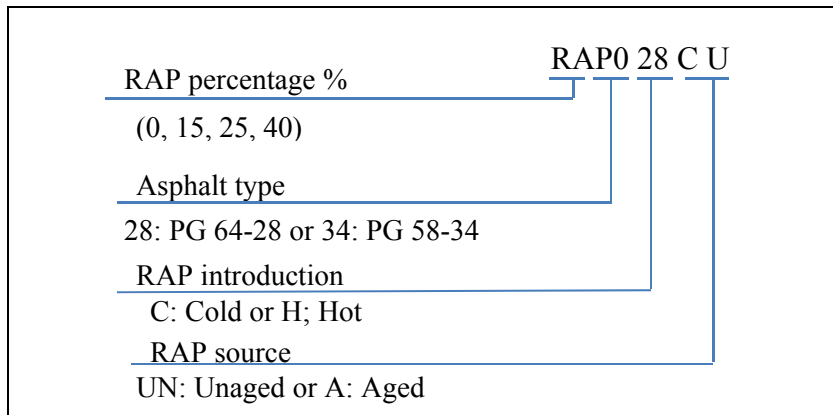 RAP0 28 C U
RAP percentage %
(0, 15, 25, 40)
Asphalt type
28: PG 64-28 or 34: PG 58-34
RAP introduction
C: Cold or H; Hot
RAP source
UN: Unaged or A: Aged